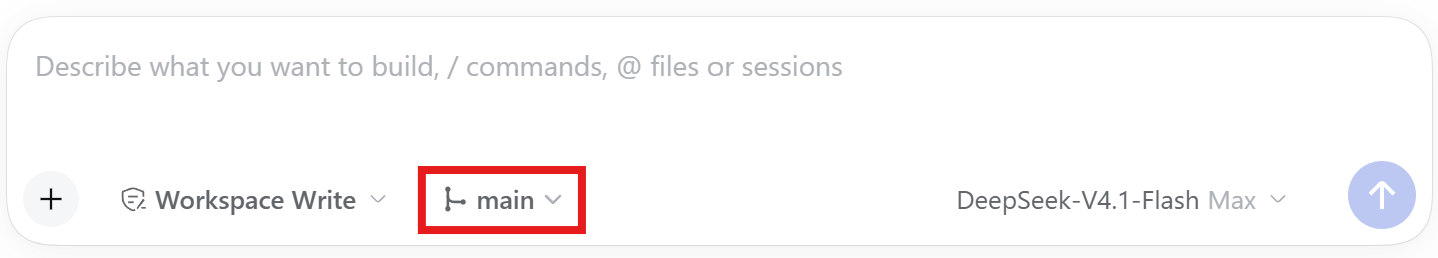 Describe what you want to build, / commands, @ files or sessions
Workspace Write main DeepSeek-V4.1-Flash Max